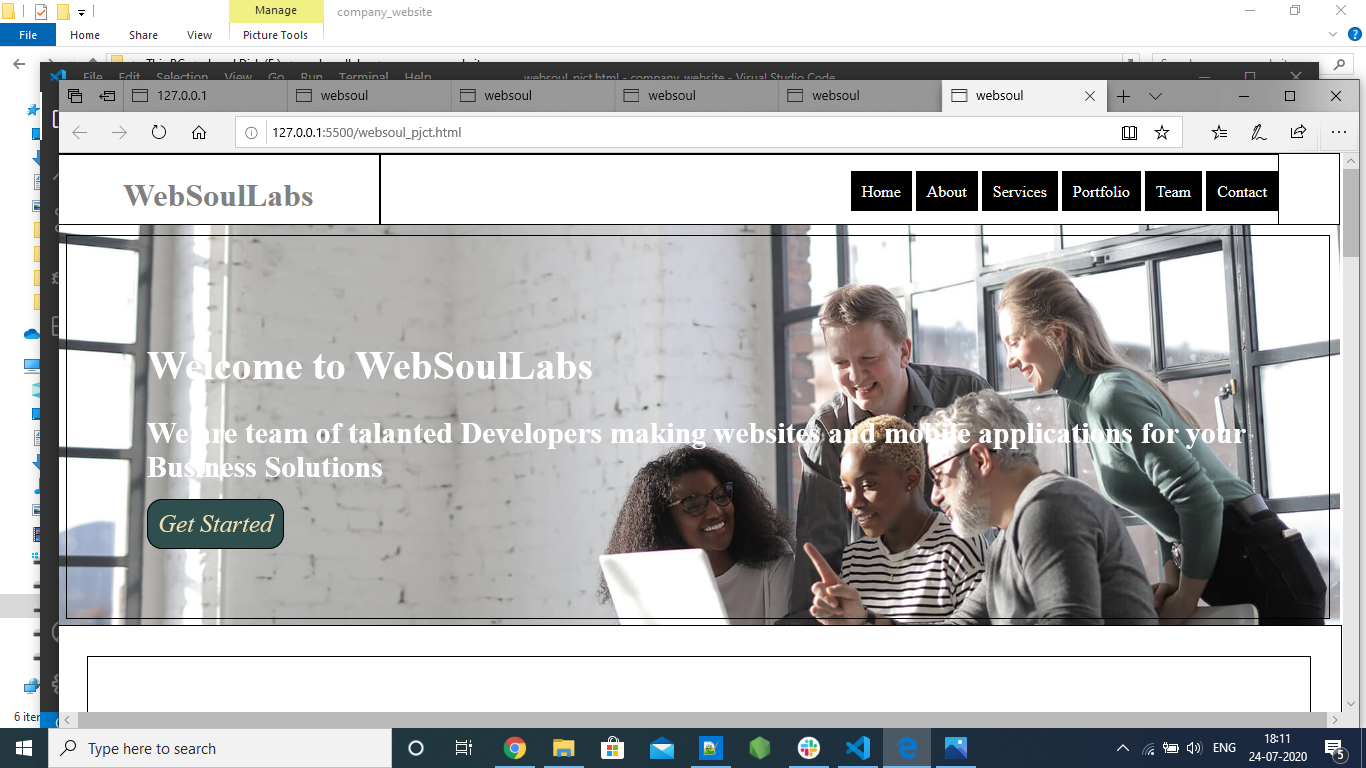 Manage
company_website
File
Home
Share
View
Picture Tools
File Edit Selection View Go Run Terminal Help
websoul_pjct.html - company_website - Visual Studio Code
127.0.0.1
websoul
websoul
websoul
websoul
websoul
127.0.0.1:5500/websoul_pjct.html
WebSoulLabs
Home
About
Services
Portfolio
Team
Contact
Welcome to WebSoulLabs
We are team of talanted Developers making websites and mobile applications for your
Business Solutions
Get Started
6 iter
Type here to search
ENG
18:11
24-07-2020
5